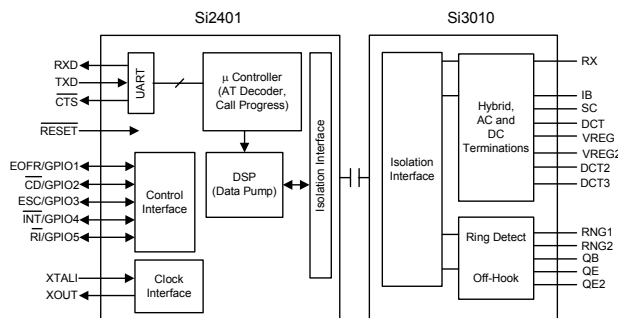 Si2401
Si3010
RXD
TXD
CTS
RESET
EOFR/GPIO1
CD/GPIO2
ESC/GPIO3
INT/GPIO4
RI/GPIO5
XTALI
XOUT
UART
μ Controller
(AT Decoder,
Call Progress)
DSP
(Data Pump)
Control
Interface
Clock
Interface
Isolation Interface
Isolation
Interface
Hybrid,
AC and
DC
Terminations
Ring Detect
Off-Hook
RX
IB
SC
DCT
VREG
VREG2
DCT2
DCT3
RNG1
RNG2
QB
QE
QE2